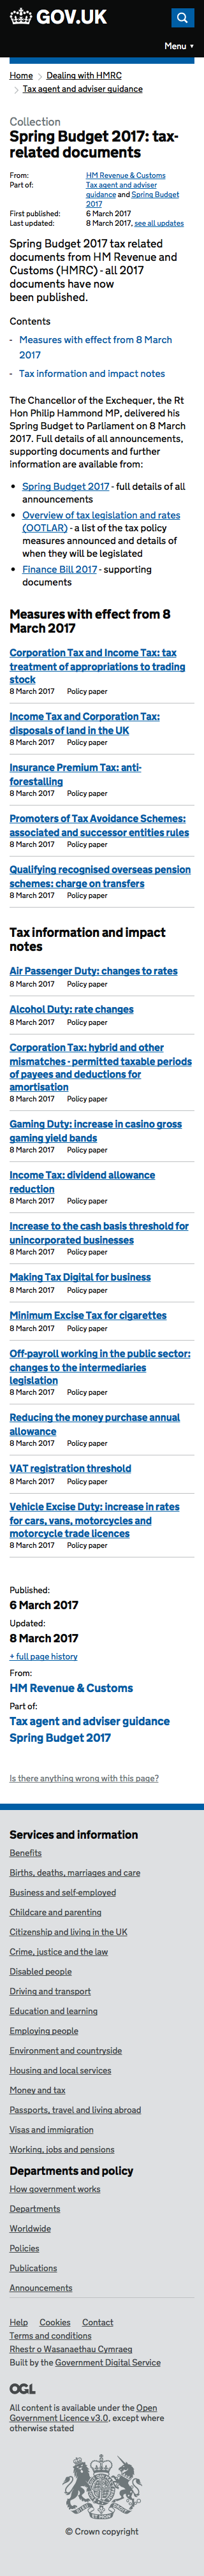 GOV.UK
Menu ▼
Home > Dealing with HMRC
> Tax agent and adviser guidance
Collection
Spring Budget 2017: tax-
related documents
From: HM Revenue & Customs
Part of: Tax agent and adviser
guidance and Spring Budget
2017
First published: 6 March 2017
Last updated: 8 March 2017, see all updates
Spring Budget 2017 tax related
documents from HM Revenue and
Customs (HMRC) - all 2017
documents have now
been published.
Contents
- Measures with effect from 8 March
2017
- Tax information and impact notes
The Chancellor of the Exchequer, the Rt
Hon Philip Hammond MP, delivered his
Spring Budget to Parliament on 8 March
2017. Full details of all announcements,
supporting documents and further
information are available from:
• Spring Budget 2017 - full details of all
announcements
• Overview of tax legislation and rates
(OOTLAR) - a list of the tax policy
measures announced and details of
when they will be legislated
• Finance Bill 2017 - supporting
documents
Measures with effect from 8
March 2017
Corporation Tax and Income Tax: tax
treatment of appropriations to trading
stock
8 March 2017 Policy paper
Income Tax and Corporation Tax:
disposals of land in the UK
8 March 2017 Policy paper
Insurance Premium Tax: anti-
forestalling
8 March 2017 Policy paper
Promoters of Tax Avoidance Schemes:
associated and successor entities rules
8 March 2017 Policy paper
Qualifying recognised overseas pension
schemes: charge on transfers
8 March 2017 Policy paper
Tax information and impact
notes
Air Passenger Duty: changes to rates
8 March 2017 Policy paper
Alcohol Duty: rate changes
8 March 2017 Policy paper
Corporation Tax: hybrid and other
mismatches - permitted taxable periods
of payees and deductions for
amortisation
8 March 2017 Policy paper
Gaming Duty: increase in casino gross
gaming yield bands
8 March 2017 Policy paper
Income Tax: dividend allowance
reduction
8 March 2017 Policy paper
Increase to the cash basis threshold for
unincorporated businesses
8 March 2017 Policy paper
Making Tax Digital for business
8 March 2017 Policy paper
Minimum Excise Tax for cigarettes
8 March 2017 Policy paper
Off-payroll working in the public sector:
changes to the intermediaries
legislation
8 March 2017 Policy paper
Reducing the money purchase annual
allowance
8 March 2017 Policy paper
VAT registration threshold
8 March 2017 Policy paper
Vehicle Excise Duty: increase in rates
for cars, vans, motorcycles and
motorcycle trade licences
8 March 2017 Policy paper
Published:
6 March 2017
Updated:
8 March 2017
+ full page history
From:
HM Revenue & Customs
Part of:
Tax agent and adviser guidance
Spring Budget 2017
Is there anything wrong with this page?
Services and information
Benefits
Births, deaths, marriages and care
Business and self-employed
Childcare and parenting
Citizenship and living in the UK
Crime, justice and the law
Disabled people
Driving and transport
Education and learning
Employing people
Environment and countryside
Housing and local services
Money and tax
Passports, travel and living abroad
Visas and immigration
Working, jobs and pensions
Departments and policy
How government works
Departments
Worldwide
Policies
Publications
Announcements
Help Cookies Contact
Terms and conditions
Rhestr o Wasanaethau Cymraeg
Built by the Government Digital Service
OGL
All content is available under the Open
Government Licence v3.0, except where
otherwise stated
© Crown copyright